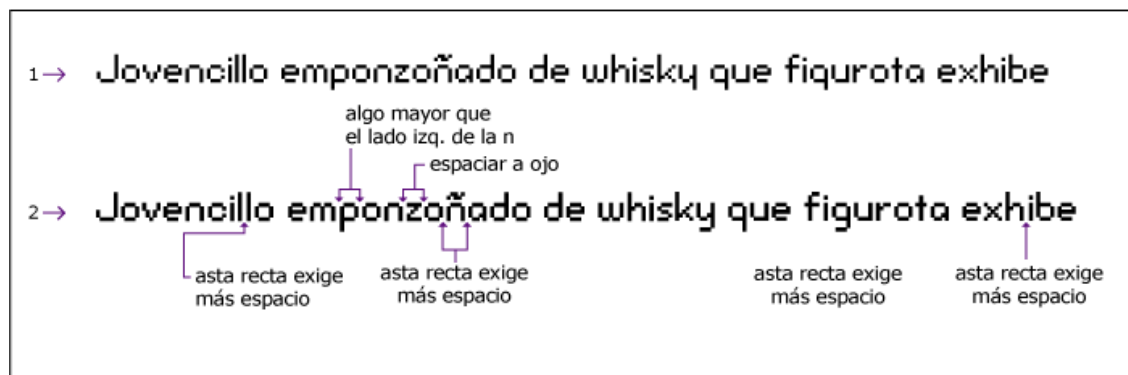 1 Jovencillo emponzoñado de whisky que fiqurota exhibe
algo mayor que
el lado izq. de la n
espaciar a ojo
2 Jovencillo emponzoñado de whisky que figurota exhibe
asta recta exige
más espacio
asta recta exige
más espacio
asta recta exige
más espacio
asta recta exige
más espacio